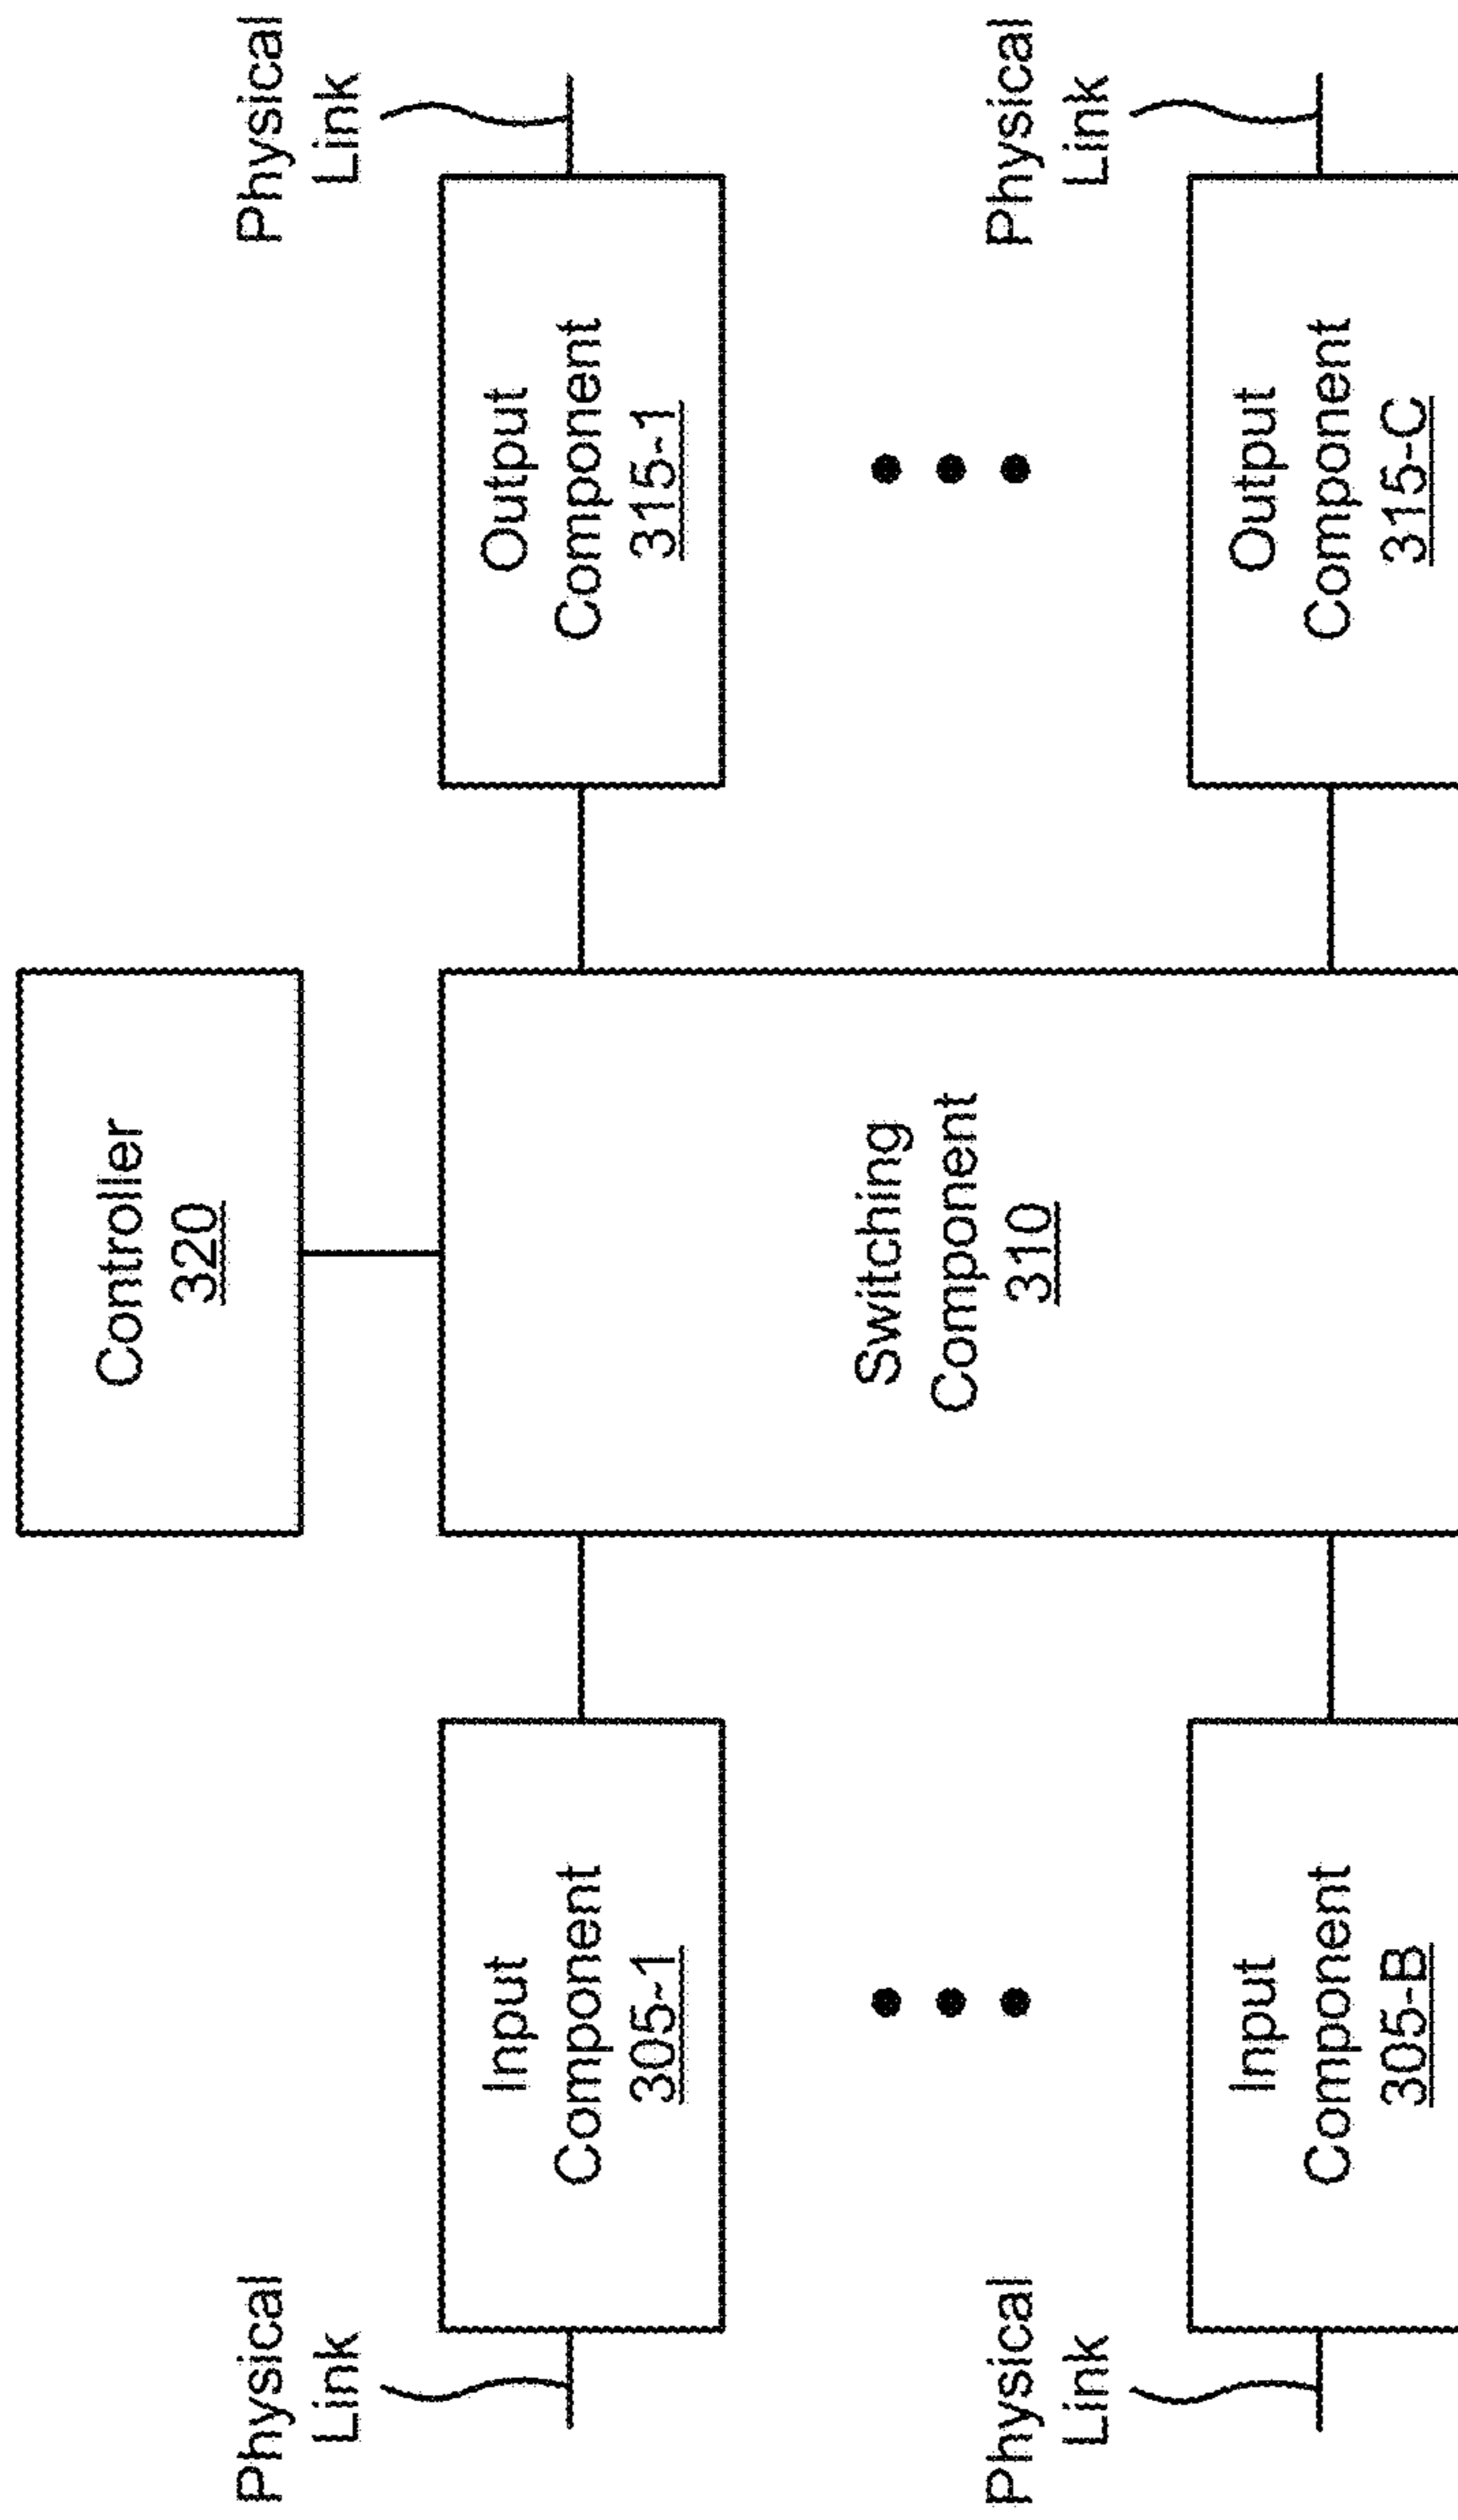 Controller
320
Physical
Link
Physical
Link
Input
Component
305-1
Output
Component
315-1
Switching
Component
310
Physical
Link
Physical
Link
Input
Component
305-B
Output
Component
315-C